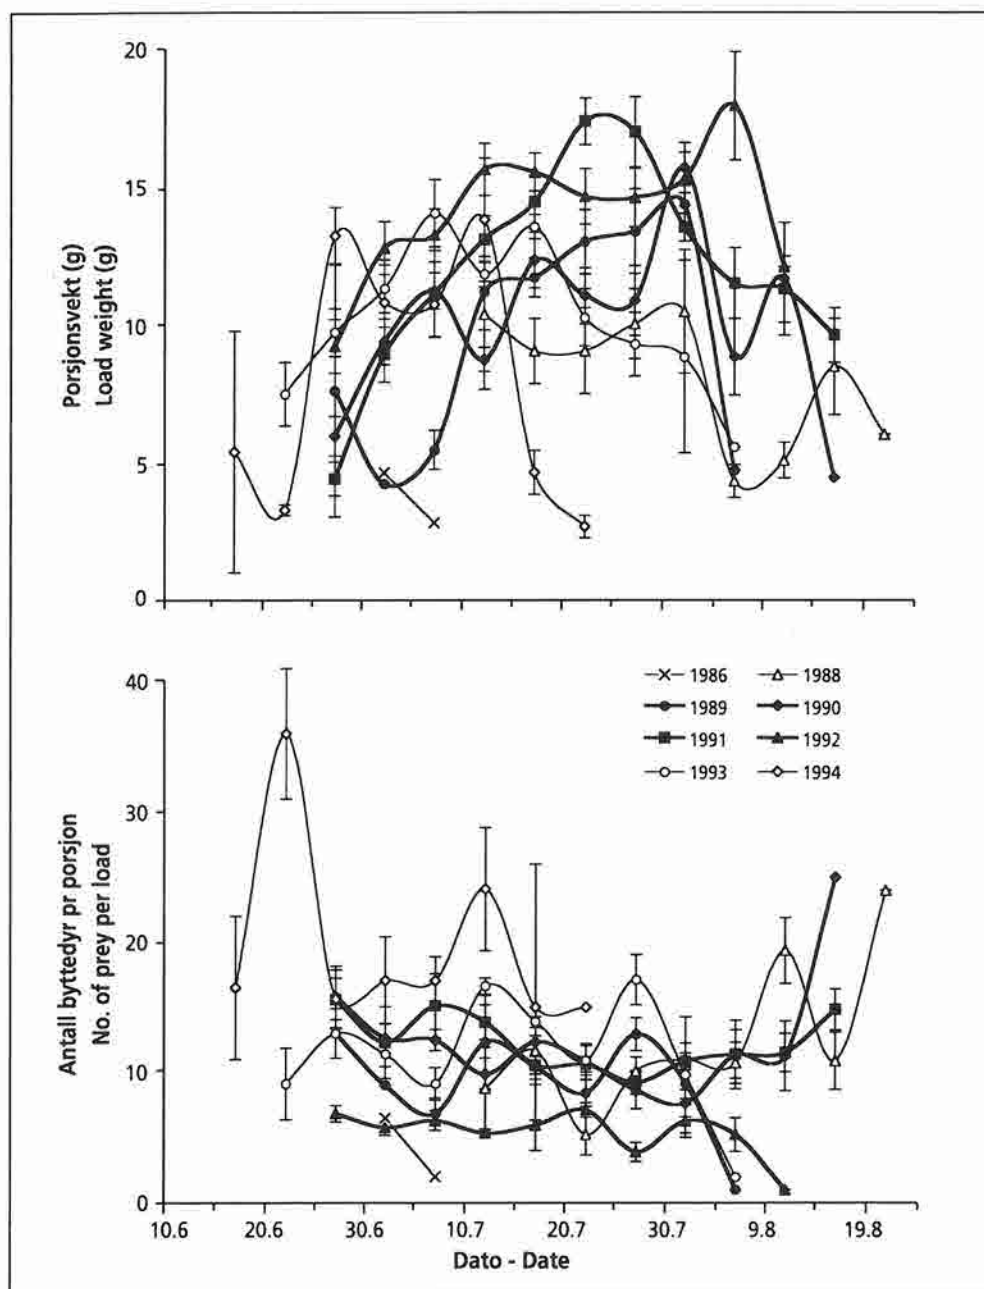 20
15
10
5
0
Porsjonsvekt (g)
Load weight (g)
40
30
20
10
0
Antall byttedyr pr porsjon
No. of prey per load
1986 1988
1989 1990
1991 1992
1993 1994
10.6 20.6 30.6 10.7 20.7 30.7 9.8 19.8
Dato - Date